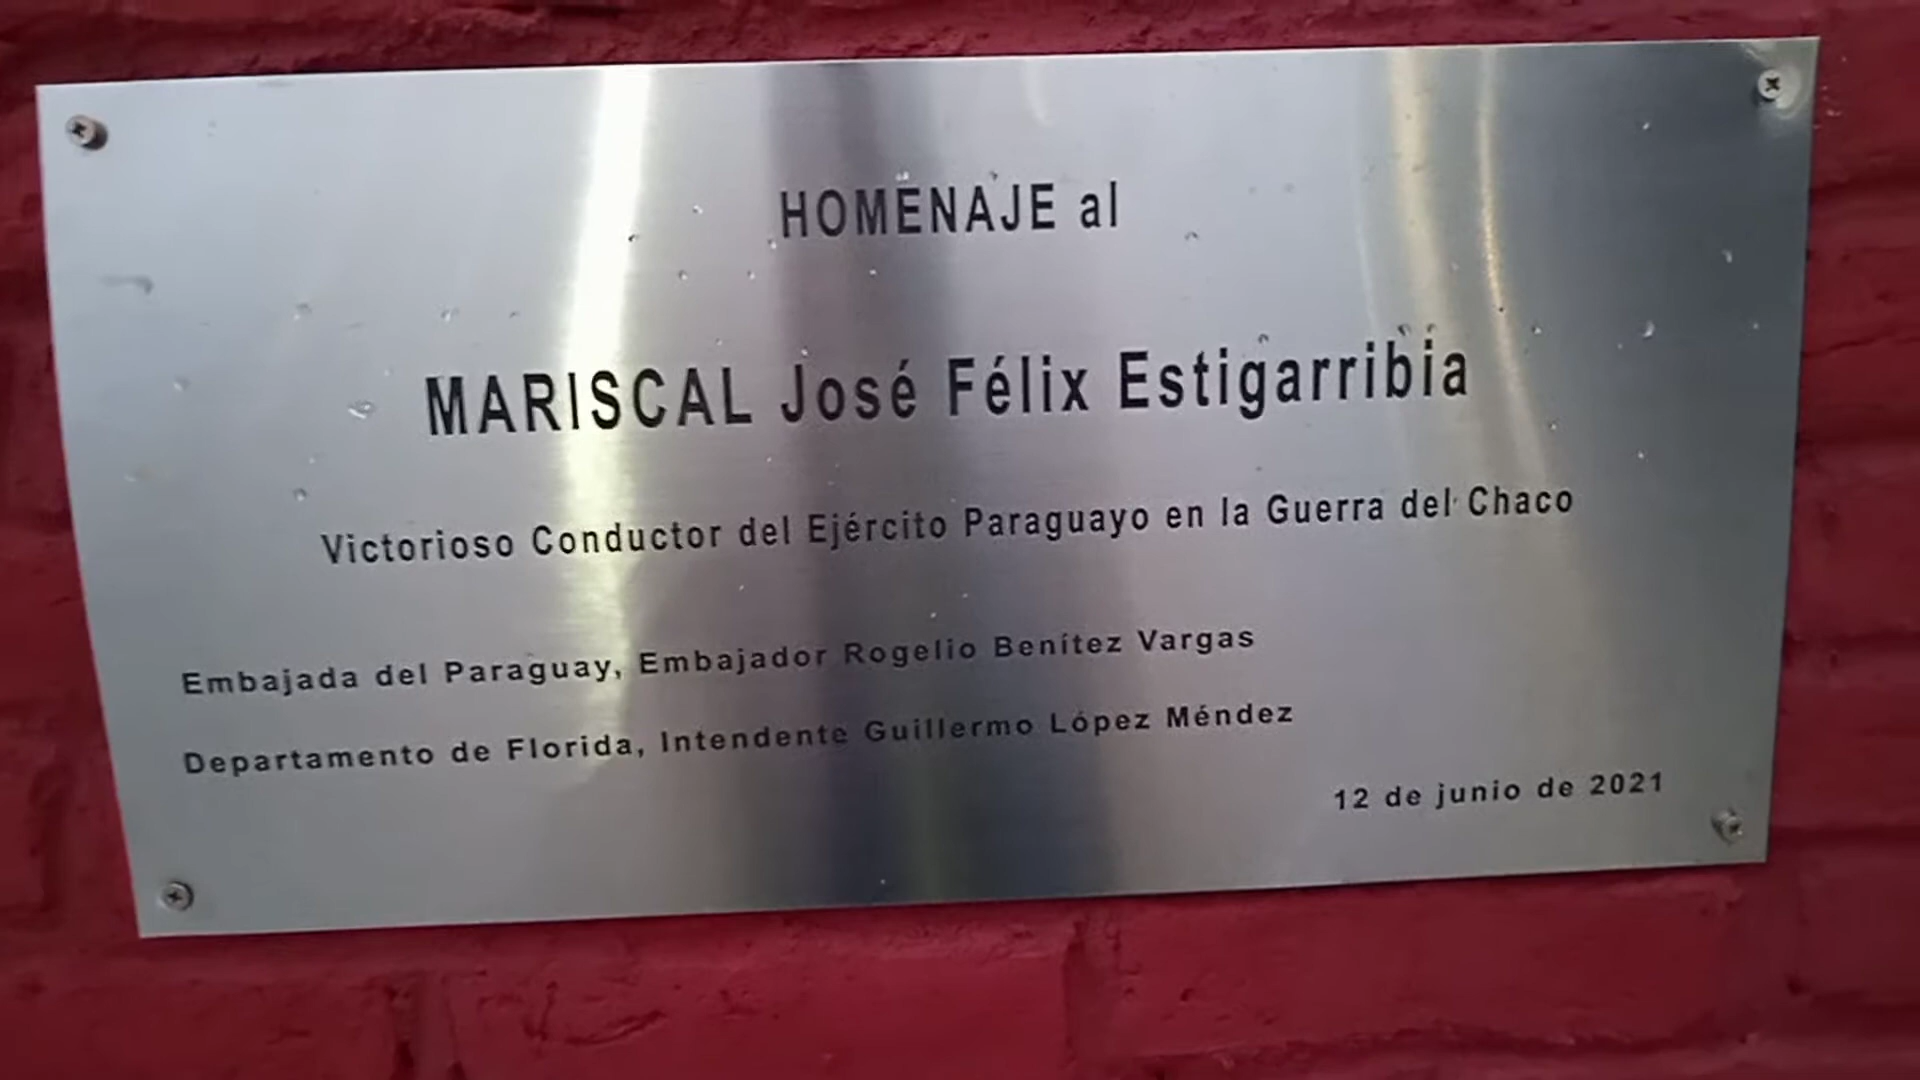 HOMENAJE al
MARISCAL José Félix Estigarribia
Victorioso Conductor del Ejército Paraguayo en la Guerra del Chaco
Embajada del Paraguay, Embajador Rogelio Benítez Vargas
Departamento de Florida, Intendente Guillermo López Méndez
12 de junio de 2021